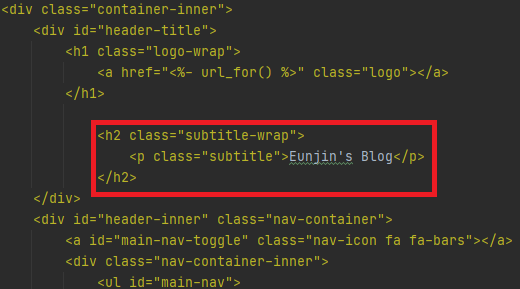 <div class="container-inner">
<div id="header-title">
<h1 class="logo-wrap">
<a href="<%- url_for() %>" class="logo"></a>
</h1>
<h2 class="subtitle-wrap">
<p class="subtitle">Eunjin's Blog</p>
</h2>
</div>
<div id="header-inner" class="nav-container">
<a id="main-nav-toggle" class="nav-icon fa fa-bars"></a>
<div class="nav-container-inner">
<ul id="main-nav">